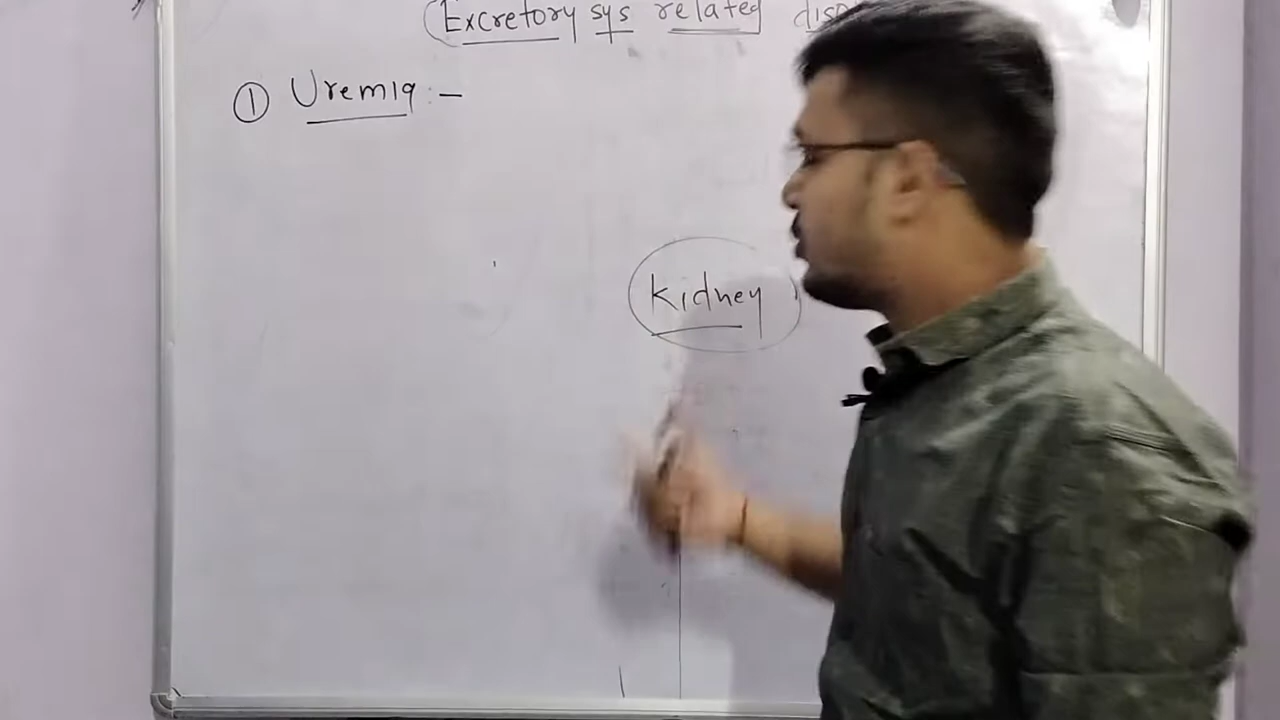 Excretory sys related
① Uremia :-
Kidney